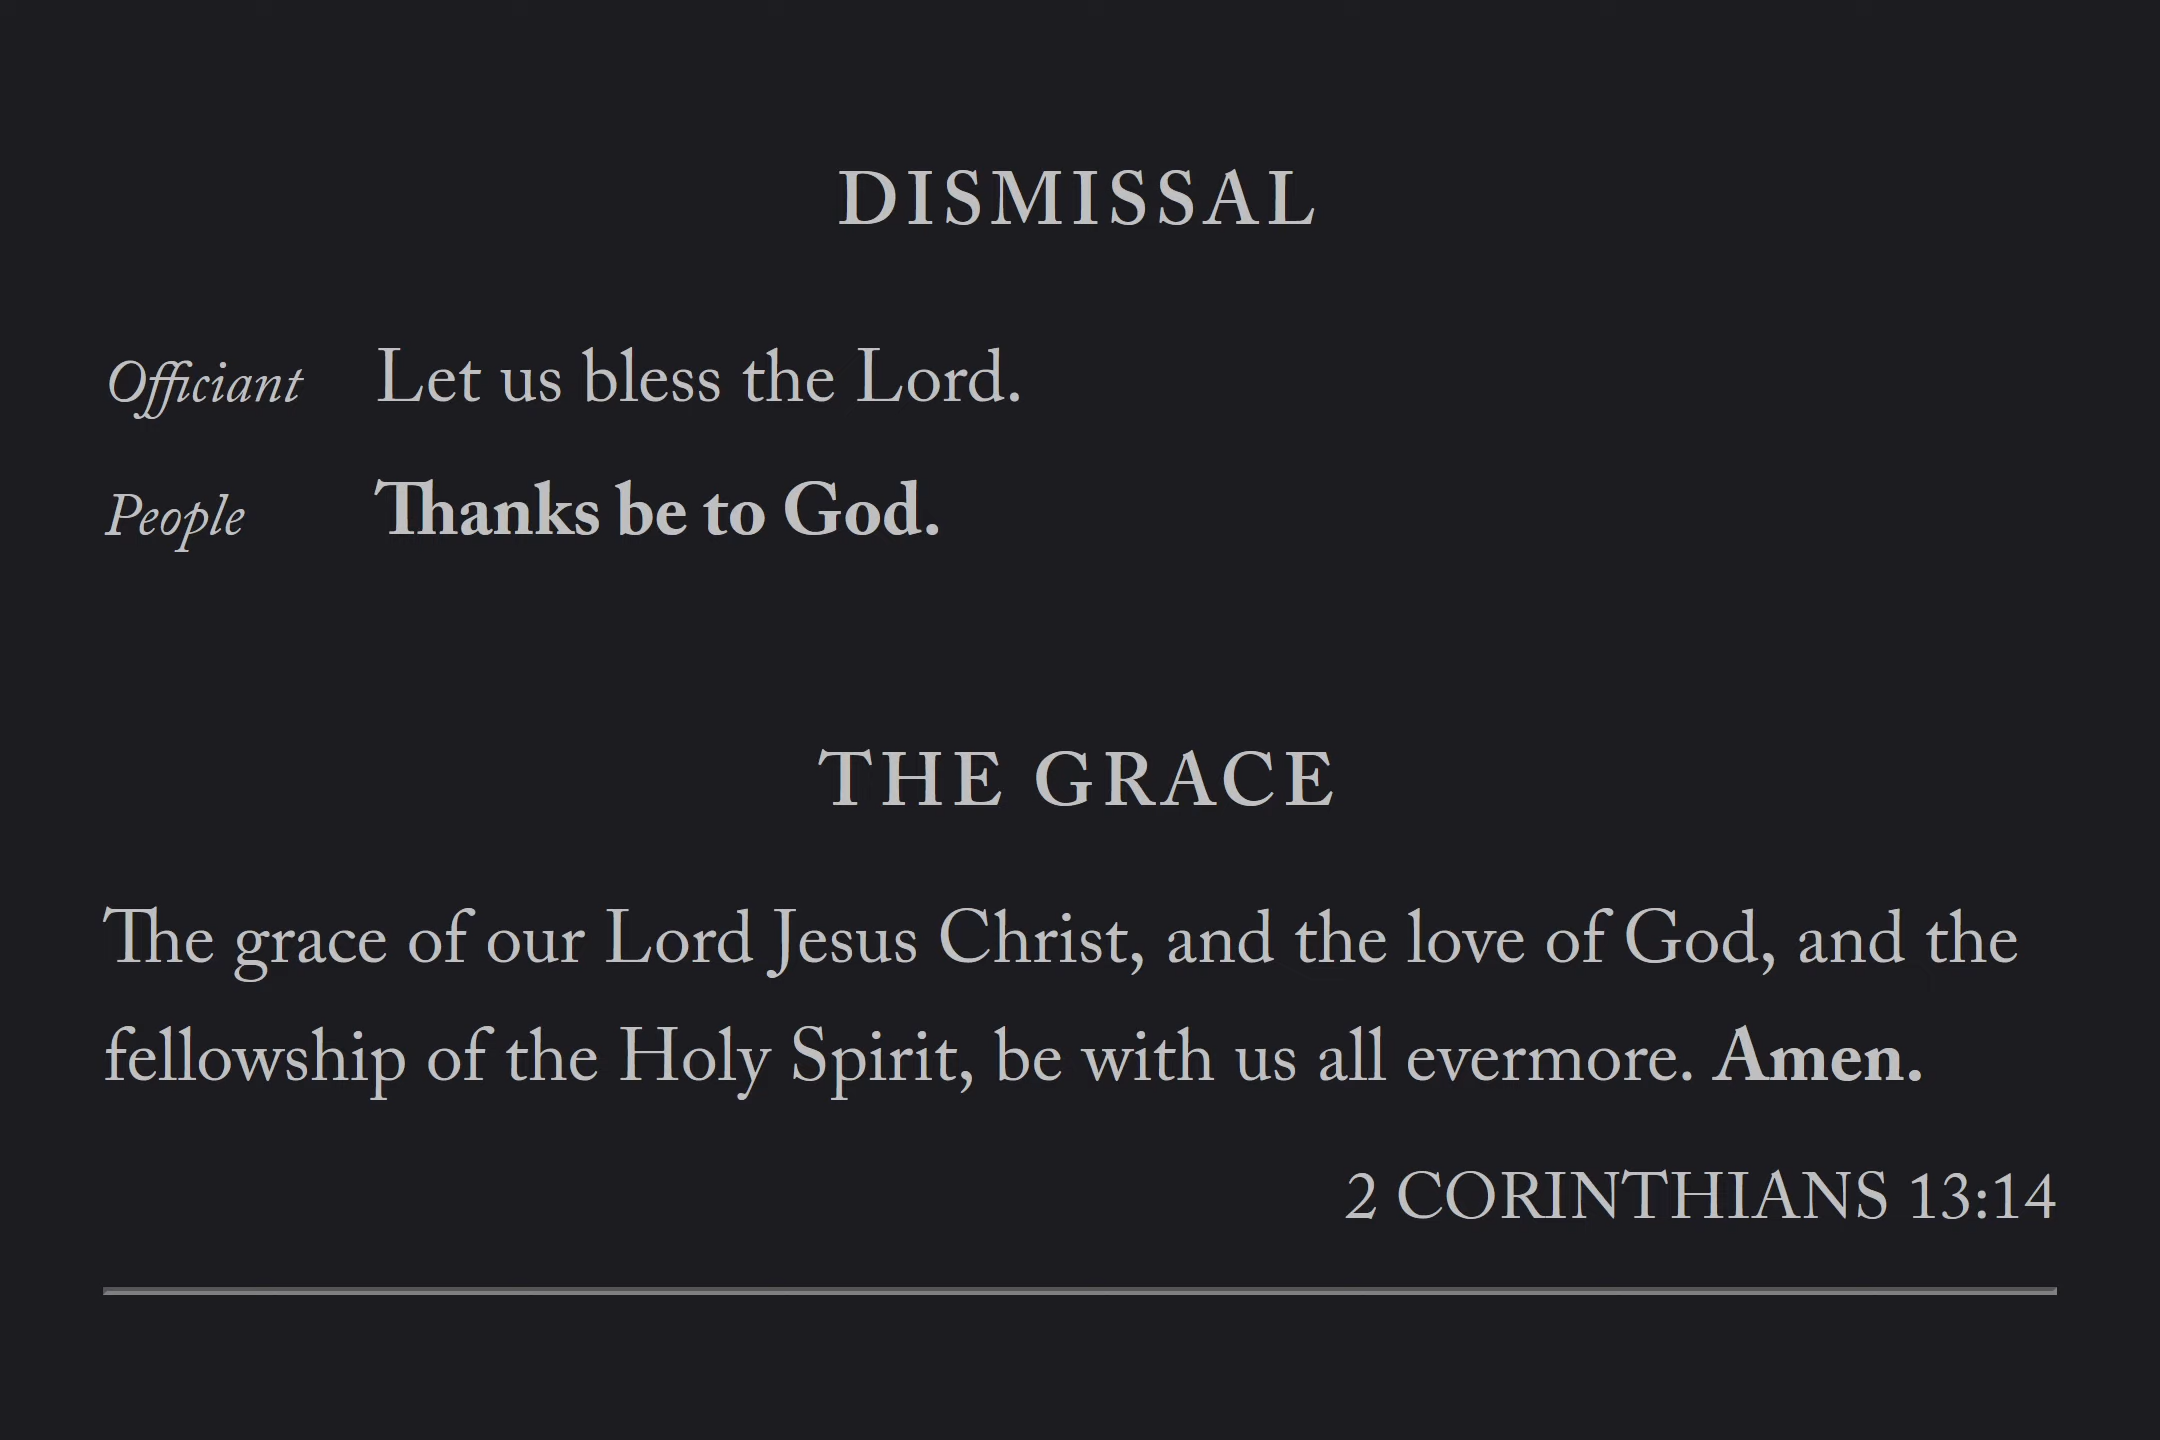 DISMISSAL
Officiant Let us bless the Lord.
People Thanks be to God.
THE GRACE
The grace of our Lord Jesus Christ, and the love of God, and the
fellowship of the Holy Spirit, be with us all evermore. Amen.
2 CORINTHIANS 13:14